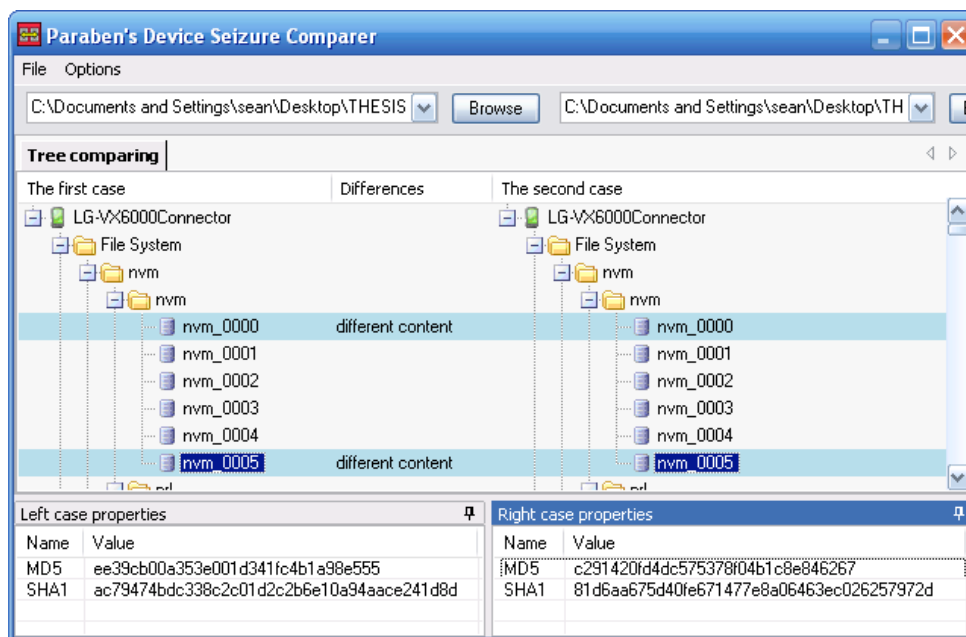 Paraben's Device Seizure Comparer
File Options
C:\Documents and Settings\sean\Desktop\THESIS Browse C:\Documents and Settings\sean\Desktop\TH
Tree comparing
The first case Differences The second case
LG-VX6000Connector LG-VX6000Connector
File System File System
nvm nvm
nvm nvm
nvm_0000 different content nvm_0000
nvm_0001 nvm_0001
nvm_0002 nvm_0002
nvm_0003 nvm_0003
nvm_0004 nvm_0004
nvm_0005 different content nvm_0005
Left case properties Right case properties
Name Value Name Value
MD5 ee39cb00a353e001d341fc4b1a98e555 MD5 c291420fd4dc575378f04b1c8e846267
SHA1 ac79474bdc338c2c01d2c2b6e10a94aace241d8d SHA1 81d6aa675d40fe671477e8a06463ec026257972d